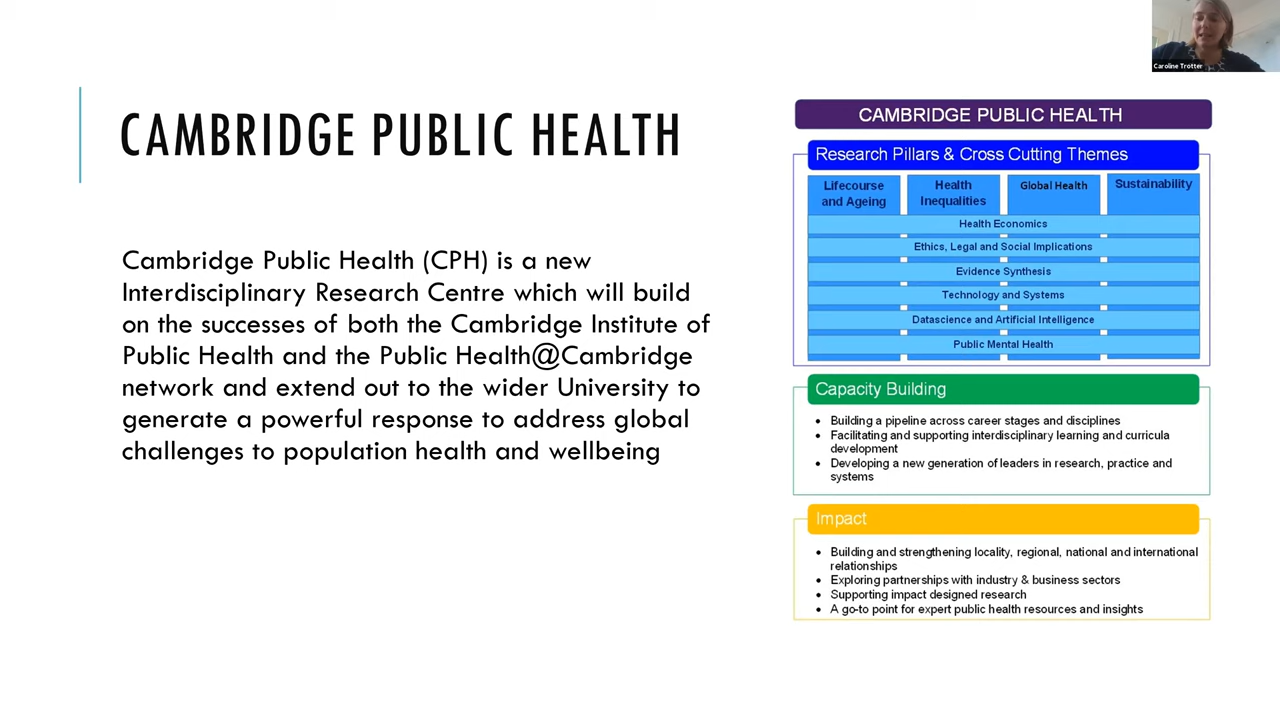 Caroline Trotter
CAMBRIDGE PUBLIC HEALTH
Cambridge Public Health (CPH) is a new
Interdisciplinary Research Centre which will build
on the successes of both the Cambridge Institute of
Public Health and the Public Health@Cambridge
network and extend out to the wider University to
generate a powerful response to address global
challenges to population health and wellbeing
CAMBRIDGE PUBLIC HEALTH
Research Pillars & Cross Cutting Themes
Lifecourse
and Ageing
Health
Inequalities
Global Health
Sustainability
Health Economics
Ethics, Legal and Social Implications
Evidence Synthesis
Technology and Systems
Datascience and Artificial Intelligence
Public Mental Health
Capacity Building
• Building a pipeline across career stages and disciplines
• Facilitating and supporting interdisciplinary learning and curricula
development
• Developing a new generation of leaders in research, practice and
systems
Impact
• Building and strengthening locality, regional, national and international
relationships
• Exploring partnerships with industry & business sectors
• Supporting impact designed research
• A go-to point for expert public health resources and insights